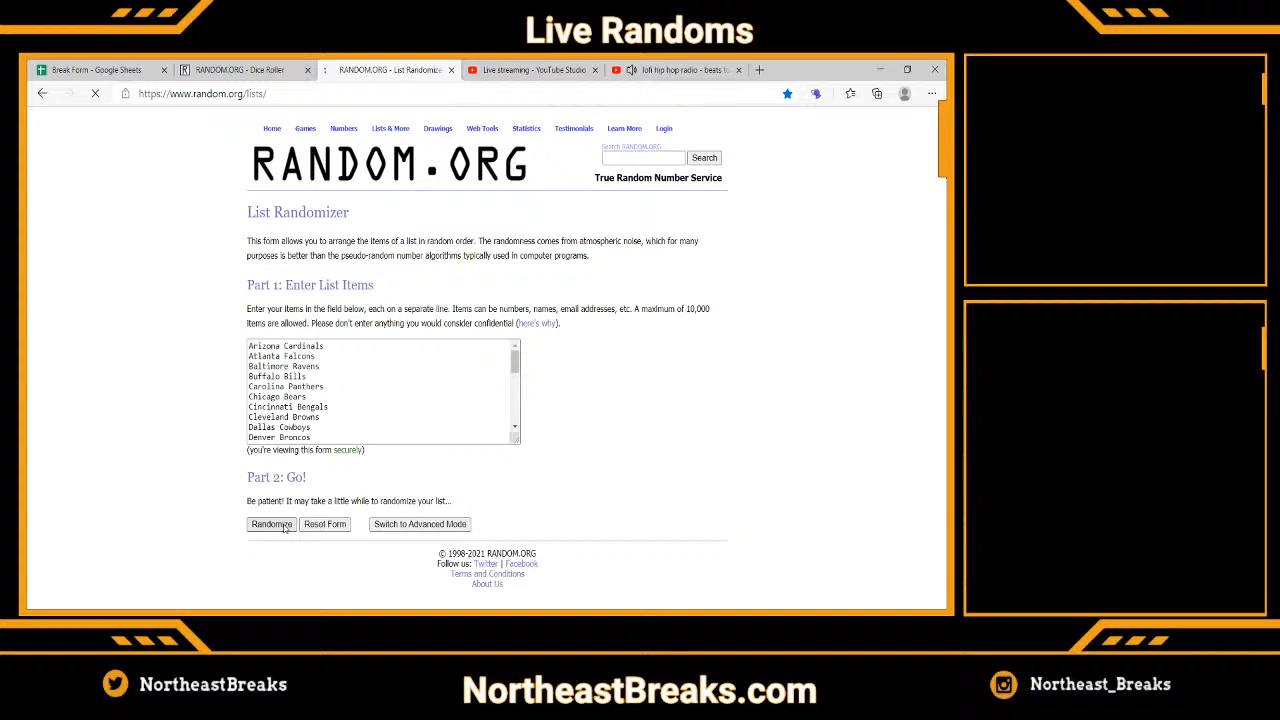 Live Randoms
Break Form - Google Sheets
RANDOM.ORG - Dice Roller
RANDOM.ORG - List Randomize
Live streaming - YouTube Studio
lofi hip hop radio - beats to
https://www.random.org/lists/
Home Games Numbers Lists & More Drawings Web Tools Statistics Testimonials Learn More Login
RANDOM.ORG
Search RANDOM.ORG
Search
True Random Number Service
List Randomizer
This form allows you to arrange the items of a list in random order. The randomness comes from atmospheric noise, which for many
purposes is better than the pseudo-random number algorithms typically used in computer programs.
Part 1: Enter List Items
Enter your items in the field below, each on a separate line. Items can be numbers, names, email addresses, etc. A maximum of 10,000
items are allowed. Please don't enter anything you would consider confidential (here's why).
Arizona Cardinals
Atlanta Falcons
Baltimore Ravens
Buffalo Bills
Carolina Panthers
Chicago Bears
Cincinnati Bengals
Cleveland Browns
Dallas Cowboys
Denver Broncos
(you're viewing this form securely)
Part 2: Go!
Be patient! It may take a little while to randomize your list...
Randomize Reset Form Switch to Advanced Mode
© 1998-2021 RANDOM.ORG
Follow us: Twitter | Facebook
Terms and Conditions
About Us
NortheastBreaks
NortheastBreaks.com
Northeast_Breaks